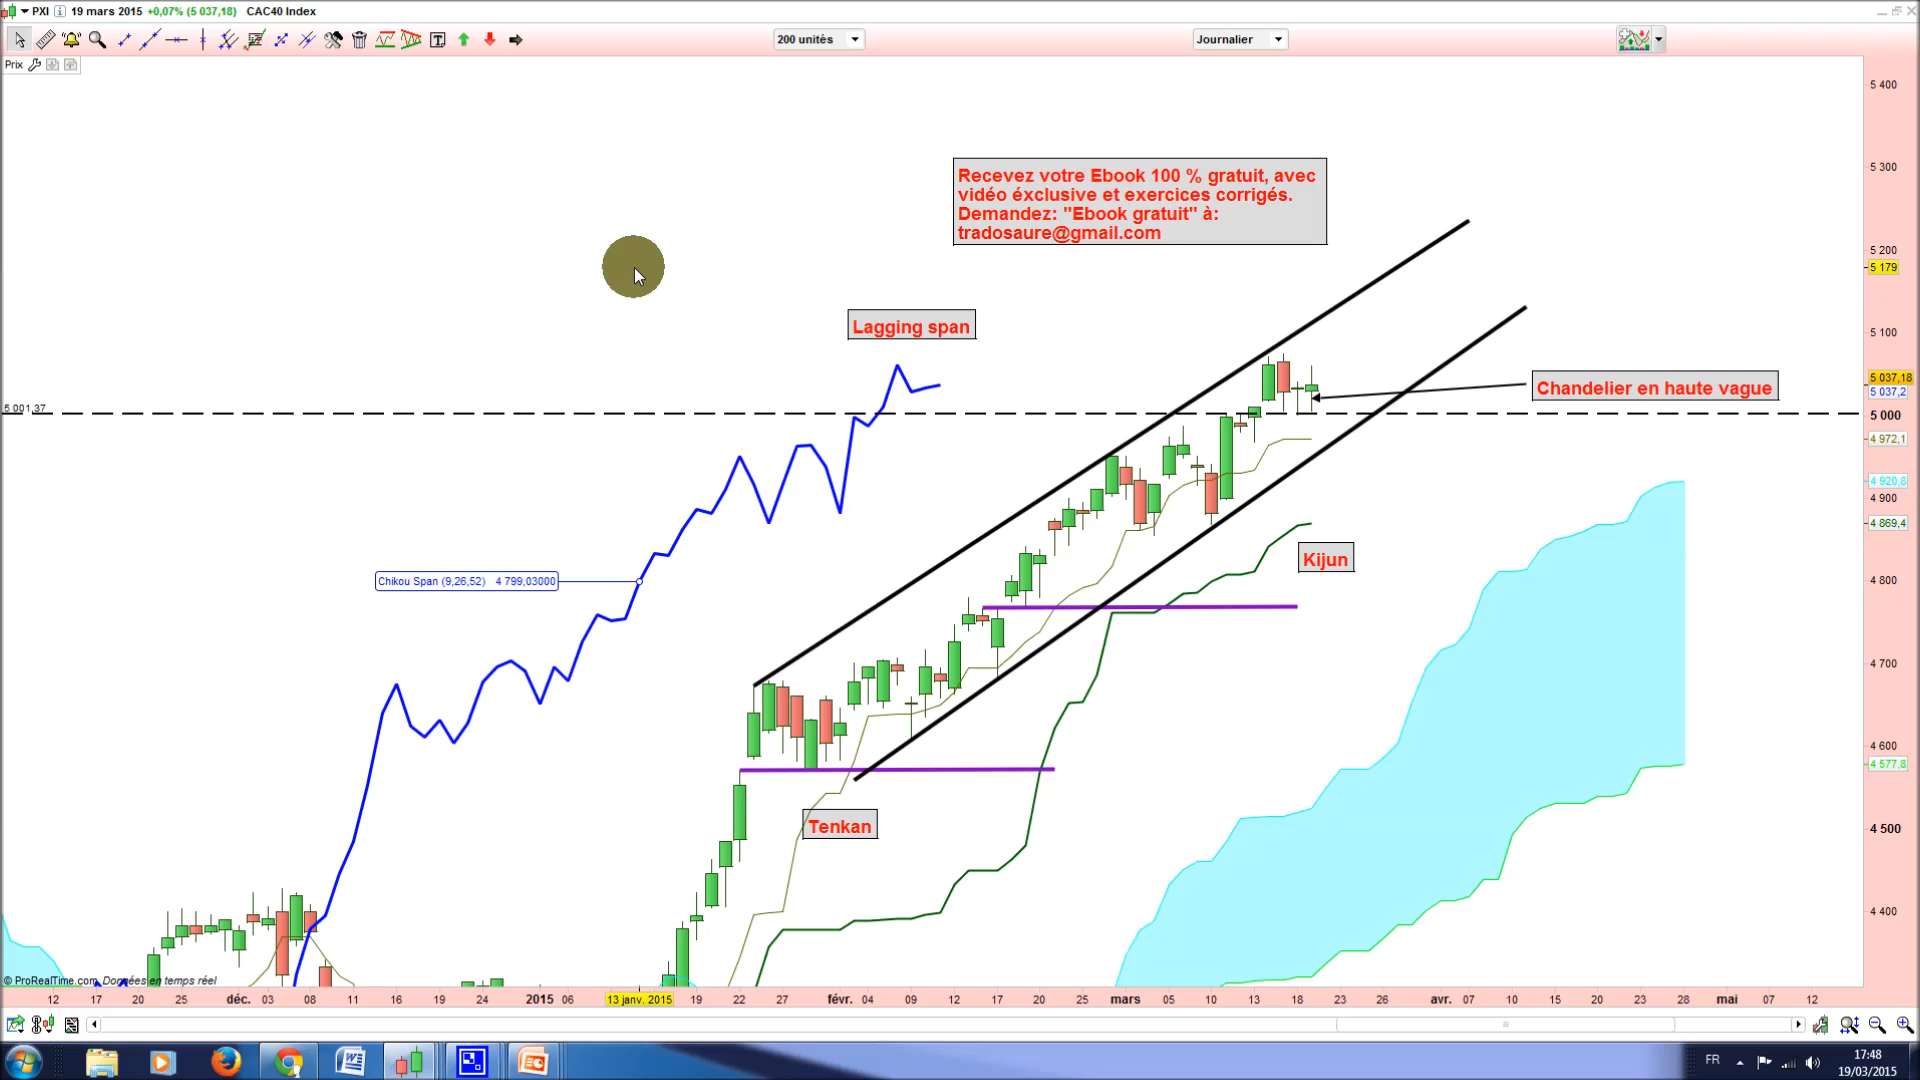 PXI 19 mars 2015 +0,07% (5 037,18) CAC40 Index
200 unités
Journalier
Prix
5 400
5 300
Recevez votre Ebook 100 % gratuit, avec
vidéo éxclusive et exercices corrigés.
Demandez: "Ebook gratuit" à:
tradosaure@gmail.com
5 200
5 179
Lagging span
5 100
5 037,18
5 037,2
Chandelier en haute vague
5 001,37
5 000
4 972,1
4 920,8
4 900
4 869,4
Kijun
Chikou Span (9,26,52) 4 799,03000
4 800
4 700
4 600
4 577,8
Tenkan
4 500
4 400
© ProRealTime.com Données en temps réel
12 17 20 25 déc. 03 08 11 16 19 24 2015 06 13 janv. 2015 19 22 27 févr. 04 09 12 17 20 25 mars 05 10 13 18 23 26 avr. 07 10 15 20 23 28 mai 07 12
FR
17:48
19/03/2015